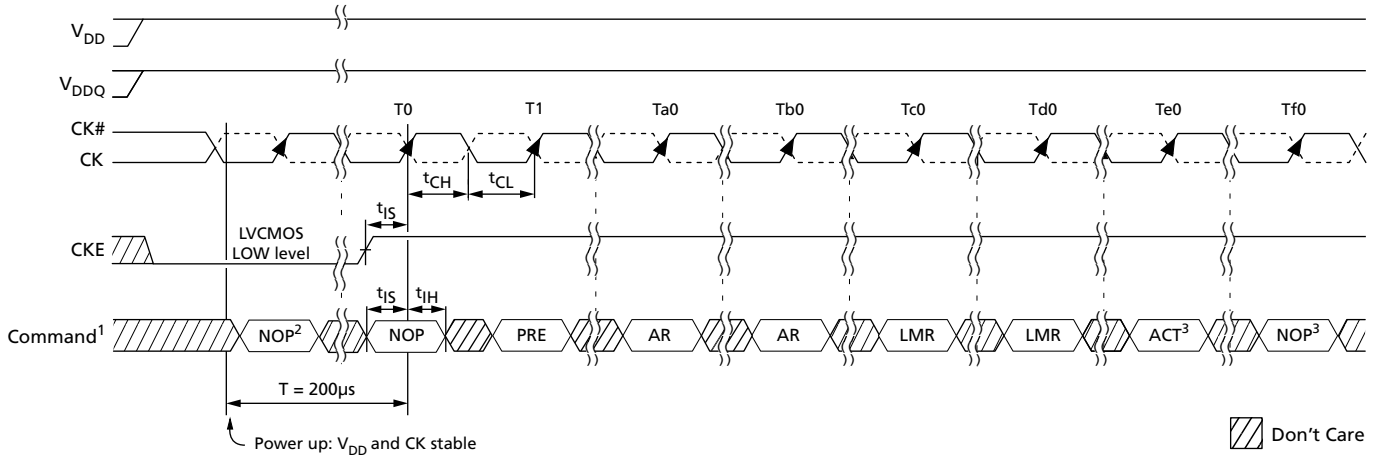 VDD
VDDQ
T0 T1 Ta0 Tb0 Tc0 Td0 Te0 Tf0
CK#
CK
tCH tCL
tIS
CKE
LVCMOS
LOW level
tIS tIH
Command¹ NOP² NOP PRE AR AR LMR LMR ACT³ NOP³
T = 200µs
Power up: VDD and CK stable
Don't Care